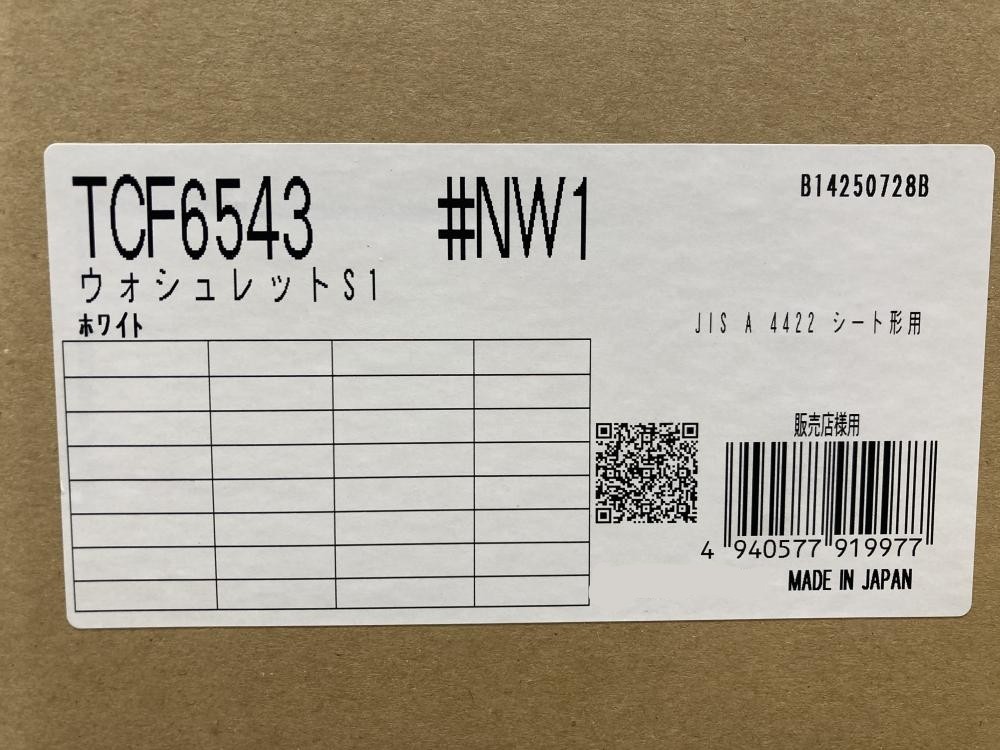 TCF6543 #NW1
B14250728B
ウォシュレットS1
ホワイト
JIS A 4422 シート形用
販売店様用
4 940577 919977
MADE IN JAPAN